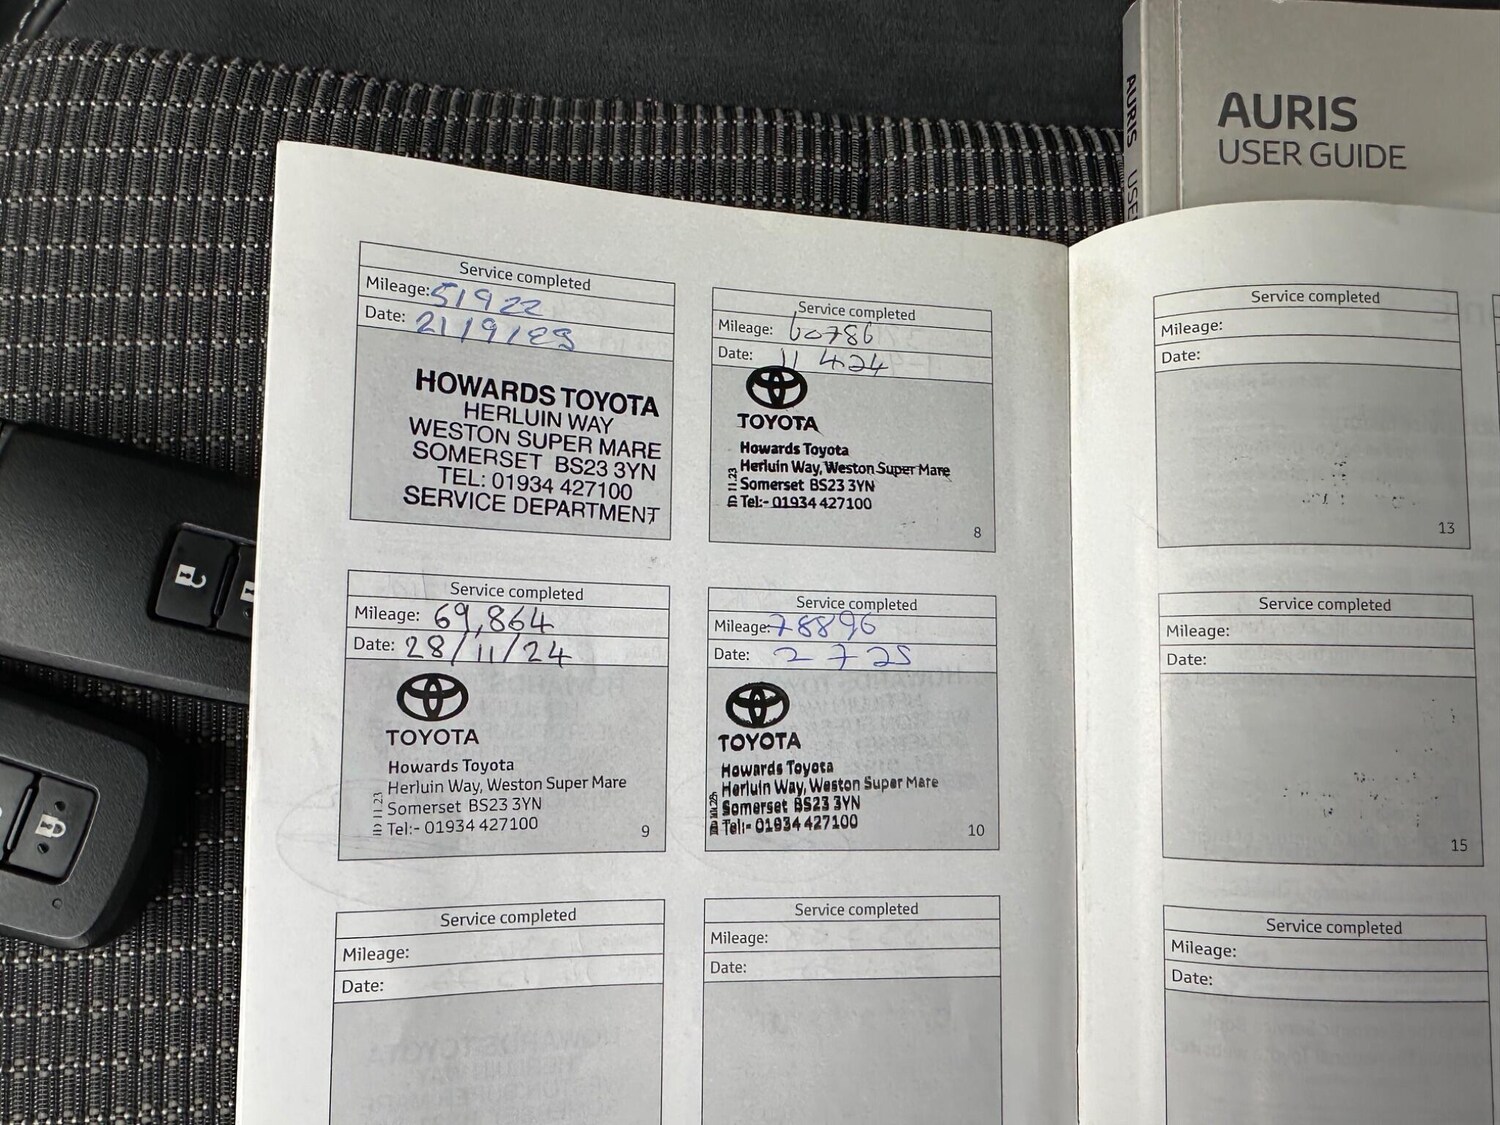 AURIS
USER GUIDE
AURIS USE
Service completed
Mileage: 51922
Date: 21/9/23
HOWARDS TOYOTA
HERLUIN WAY
WESTON SUPER MARE
SOMERSET BS23 3YN
TEL: 01934 427100
SERVICE DEPARTMENT
Service completed
Mileage: 60786
Date: 11 4.24
TOYOTA
Howards Toyota
Herluin Way, Weston Super Mare
Somerset BS23 3YN
Tel:- 01934 427100
8
Service completed
Mileage: 69,864
Date: 28/11/24
TOYOTA
Howards Toyota
Herluin Way, Weston Super Mare
Somerset BS23 3YN
Tel:- 01934 427100
9
Service completed
Mileage: 78896
Date: 2 7 25
TOYOTA
Howards Toyota
Herluin Way, Weston Super Mare
Somerset BS23 3YN
Tel:- 01934 427100
10
Service completed
Mileage:
Date:
Service completed
Mileage:
Date:
Service completed
Mileage:
Date:
13
Service completed
Mileage:
Date:
15
Service completed
Mileage:
Date: